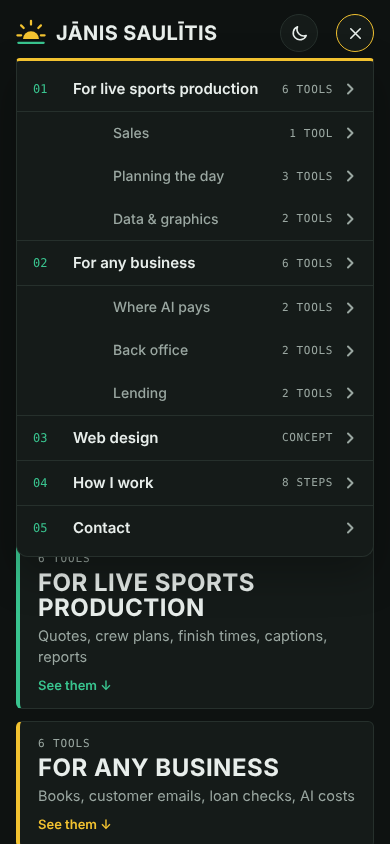 JĀNIS SAULĪTIS
01 For live sports production 6 TOOLS
Sales 1 TOOL
Planning the day 3 TOOLS
Data & graphics 2 TOOLS
02 For any business 6 TOOLS
Where AI pays 2 TOOLS
Back office 2 TOOLS
Lending 2 TOOLS
03 Web design CONCEPT
04 How I work 8 STEPS
05 Contact
6 TOOLS
FOR LIVE SPORTS
PRODUCTION
Quotes, crew plans, finish times, captions,
reports
See them ↓
6 TOOLS
FOR ANY BUSINESS
Books, customer emails, loan checks, AI costs
See them ↓